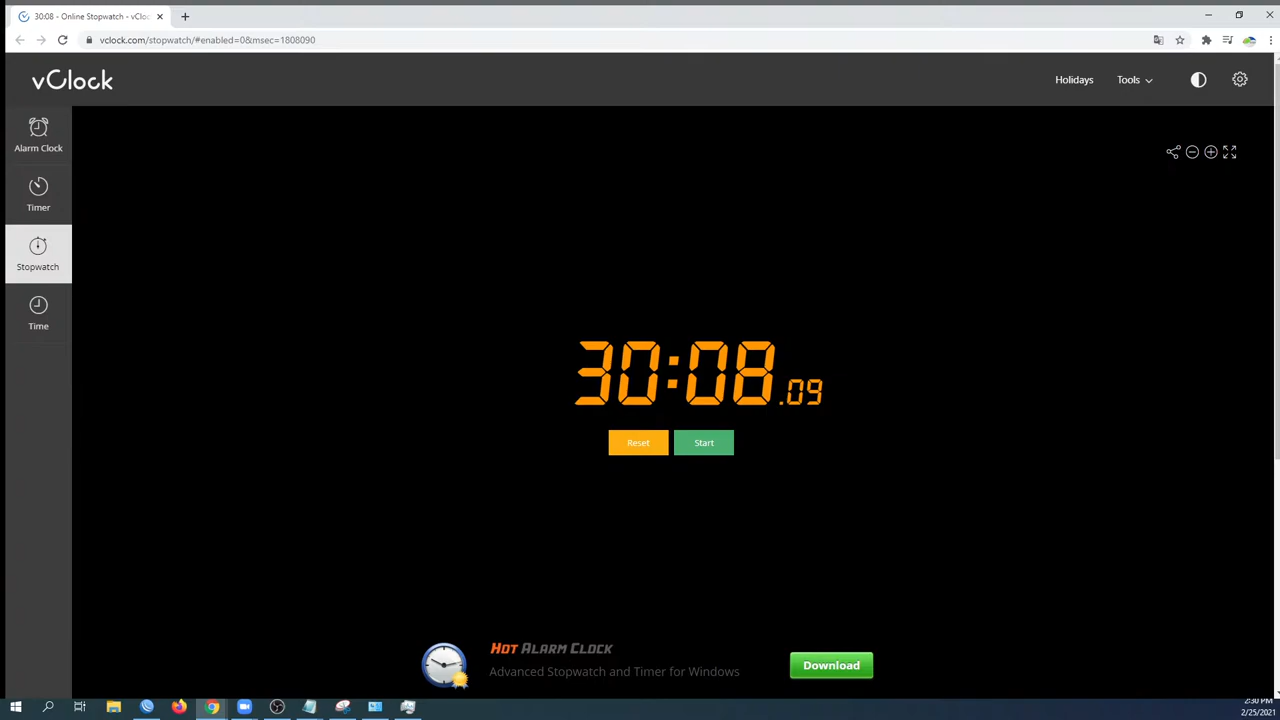 30:08 - Online Stopwatch - vCloc
vclock.com/stopwatch/#enabled=0&msec=1808090
vClock
Holidays
Tools
Alarm Clock
Timer
Stopwatch
Time
30:08.09
Reset
Start
HOT ALARM CLOCK
Advanced Stopwatch and Timer for Windows
Download
2:30 PM
2/25/2021